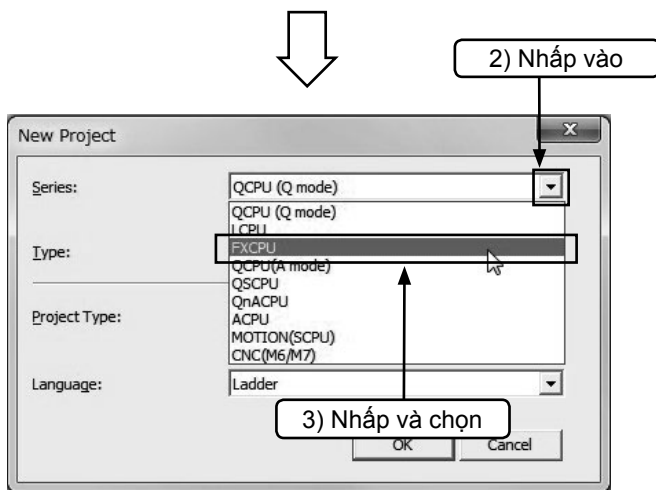 2) Nhấp vào
New Project
Series:
QCPU (Q mode)
QCPU (Q mode)
LCPU
Type:
FXCPU
QCPU(A mode)
QSCPU
QnACPU
Project Type:
ACPU
MOTION(SCPU)
CNC(M6/M7)
Language:
Ladder
3) Nhấp và chọn
OK
Cancel